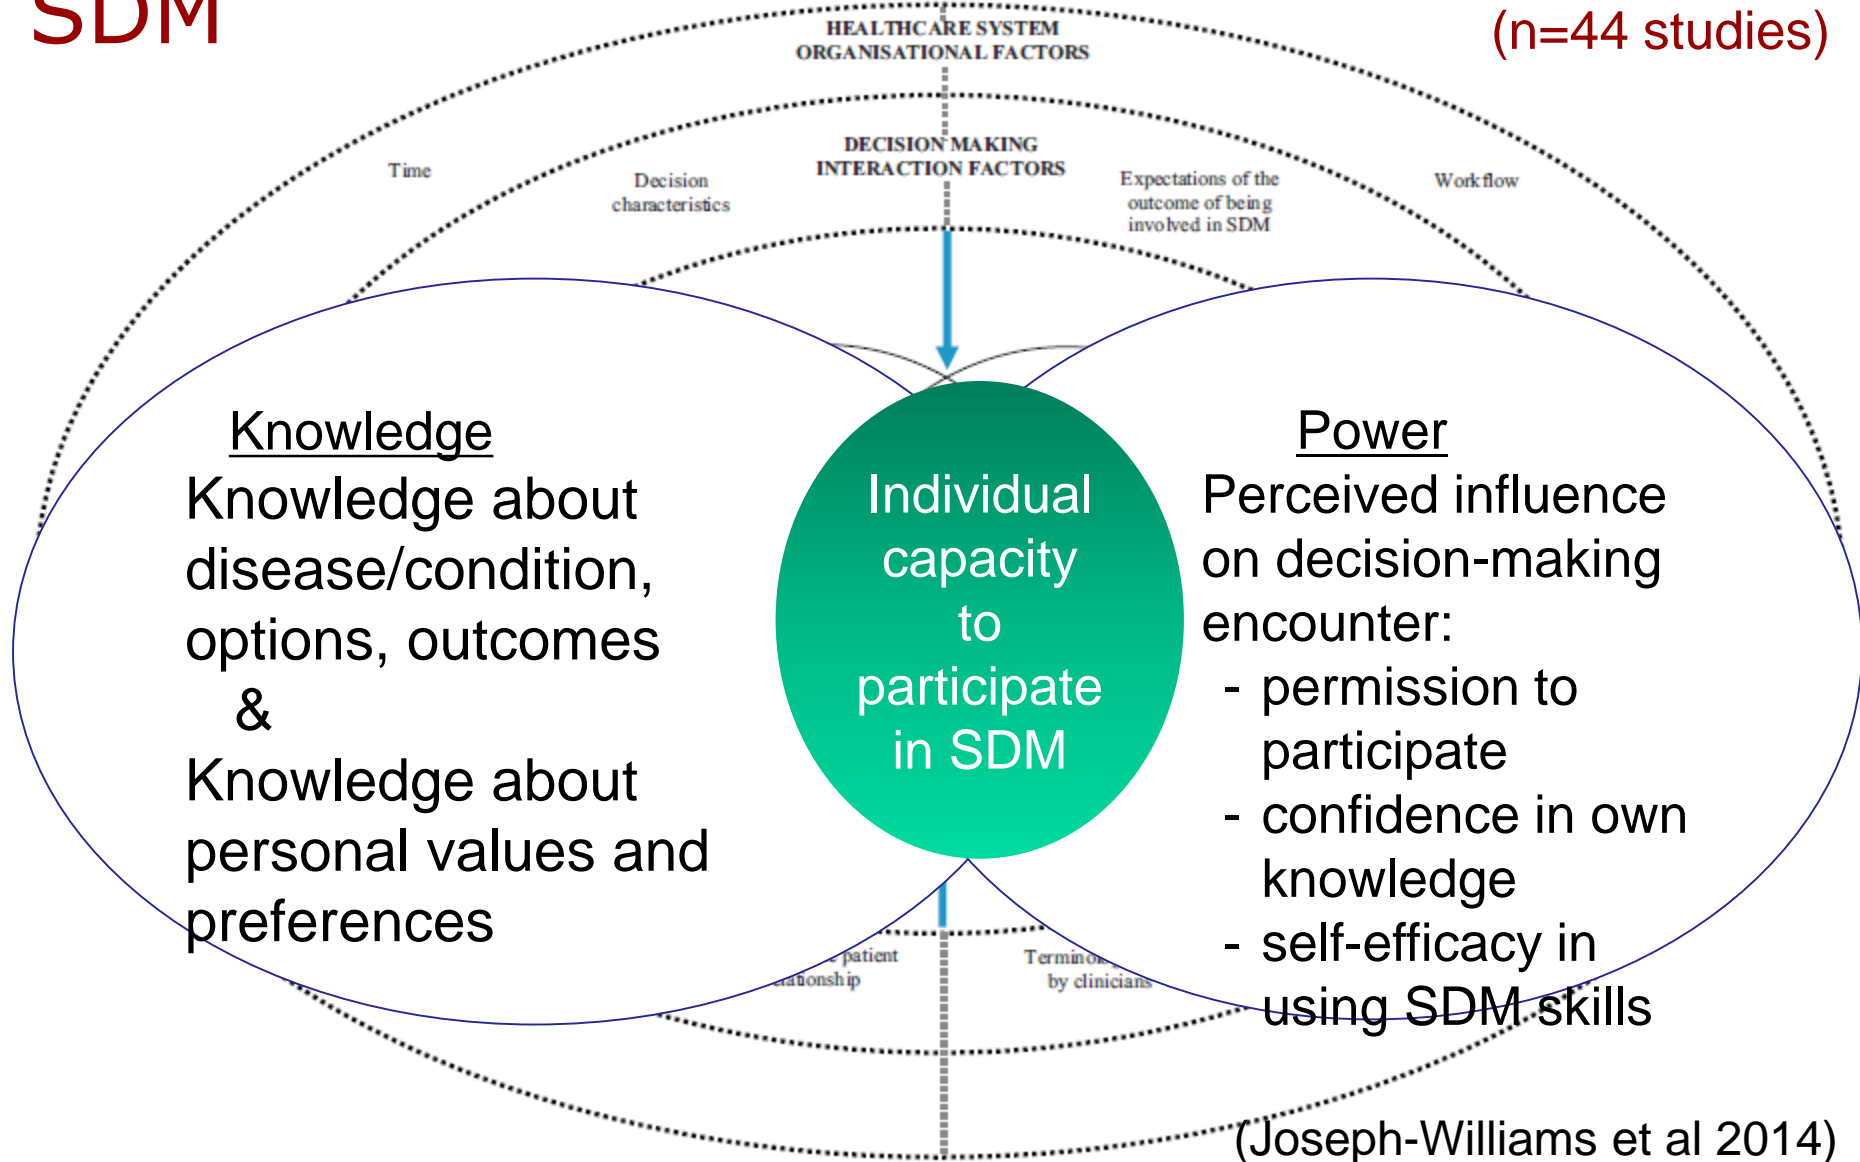 SDM
(n=44 studies)
HEALTHCARE SYSTEM
ORGANISATIONAL FACTORS
DECISION MAKING
INTERACTION FACTORS
Time
Decision
characteristics
Expectations of the
outcome of being
involved in SDM
Workflow
Knowledge
Knowledge about
disease/condition,
options, outcomes
&
Knowledge about
personal values and
preferences
Individual
capacity
to
participate
in SDM
Power
Perceived influence
on decision-making
encounter:
- permission to
participate
- confidence in own
knowledge
- self-efficacy in
using SDM skills
patient
by clinicians
(Joseph-Williams et al 2014)